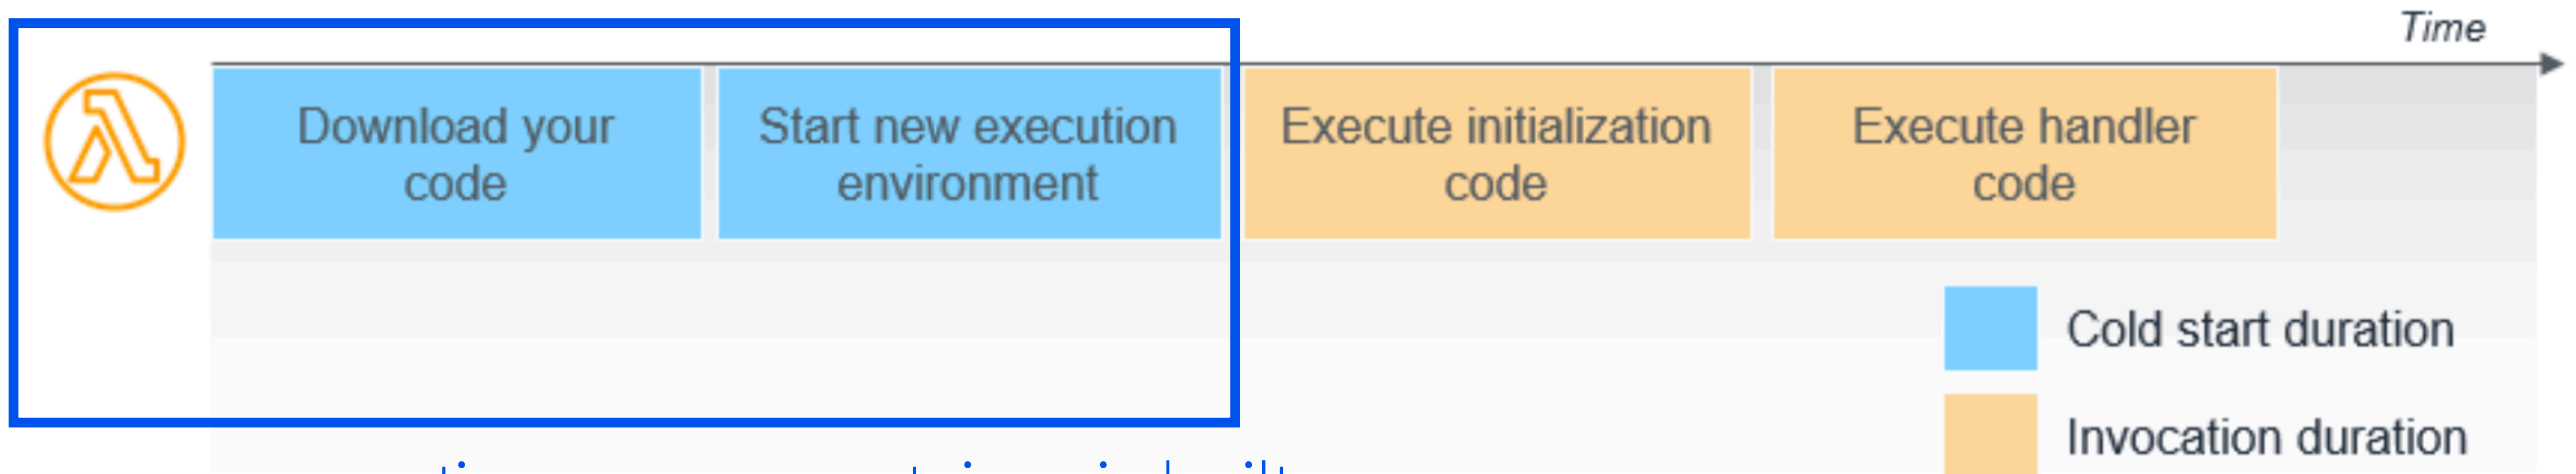 Time
Download your
code
Start new execution
environment
Execute initialization
code
Execute handler
code
Cold start duration
Invocation duration